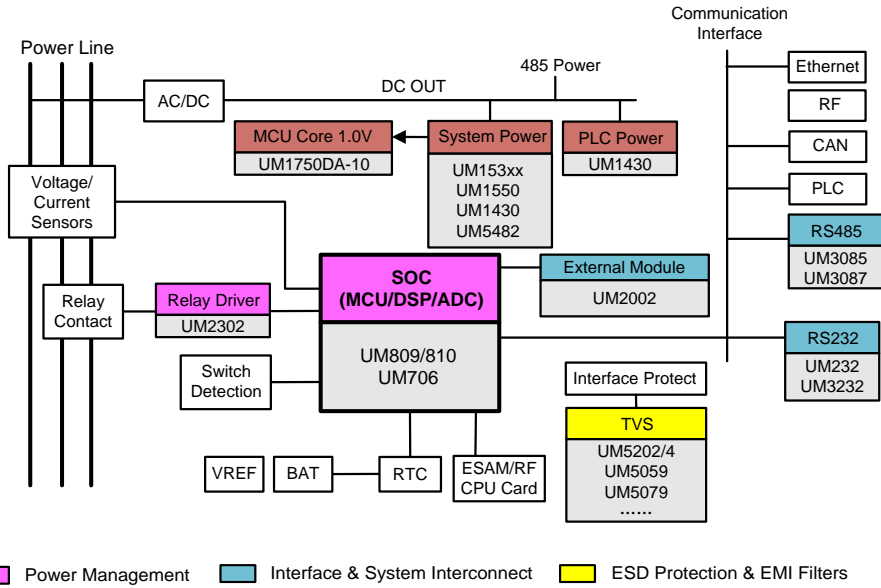 Communication
Interface
Power Line
485 Power
DC OUT
AC/DC
Ethernet
RF
MCU Core 1.0V
UM1750DA-10
System Power
UM153xx
UM1550
UM1430
UM5482
PLC Power
UM1430
CAN
PLC
Voltage/
Current
Sensors
RS485
UM3085
UM3087
SOC
(MCU/DSP/ADC)
UM809/810
UM706
External Module
UM2002
Relay
Contact
Relay Driver
UM2302
RS232
UM232
UM3232
Switch
Detection
Interface Protect
TVS
UM5202/4
UM5059
UM5079
......
VREF
BAT
RTC
ESAM/RF
CPU Card
Power Management
Interface & System Interconnect
ESD Protection & EMI Filters